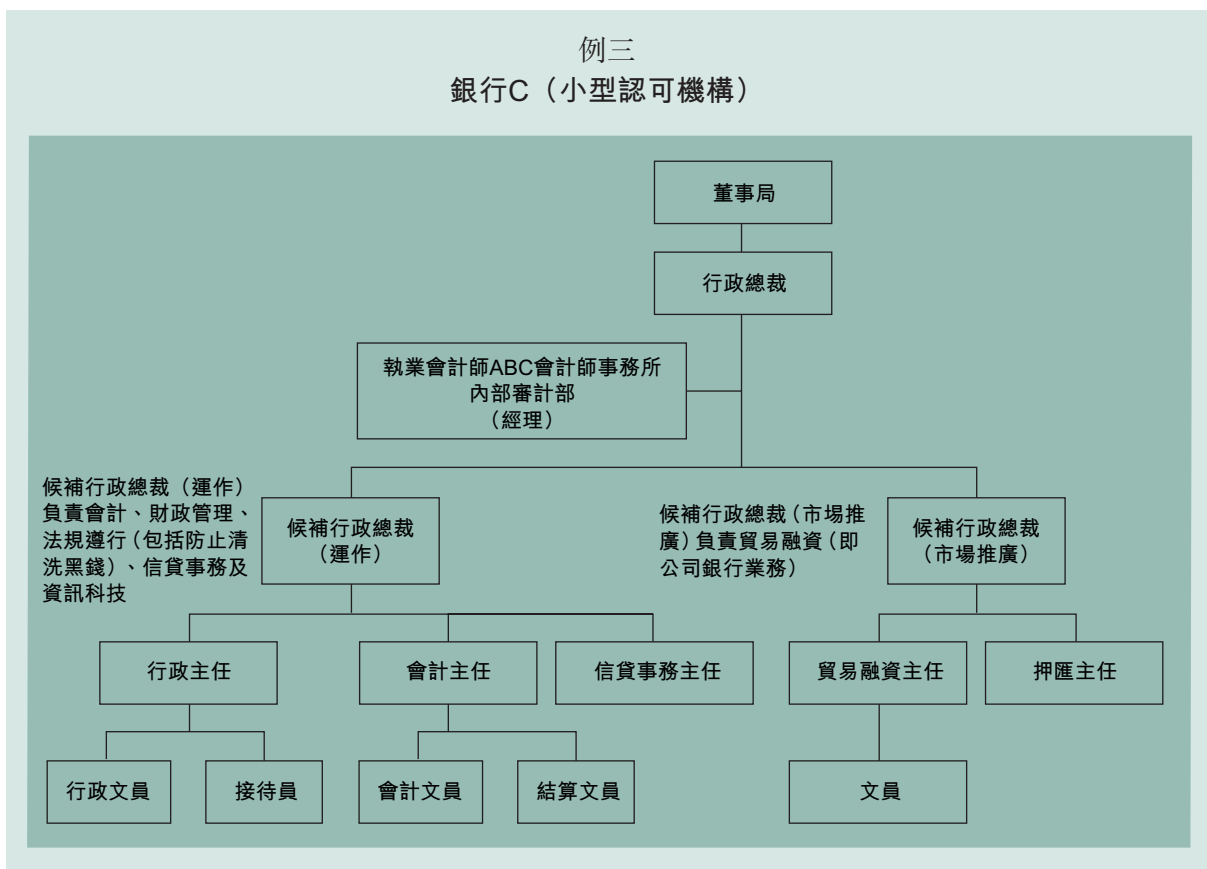 例三
銀行C（小型認可機構）
董事局
行政總裁
執業會計師ABC會計師事務所
內部審計部
（經理）
候補行政總裁（運作）
負責會計、財政管理、
法規遵行（包括防止清
洗黑錢）、信貸事務及
資訊科技
候補行政總裁
（運作）
候補行政總裁（市場推
廣）負責貿易融資（即
公司銀行業務）
候補行政總裁
（市場推廣）
行政主任
會計主任
信貸事務主任
貿易融資主任
押匯主任
行政文員
接待員
會計文員
結算文員
文員